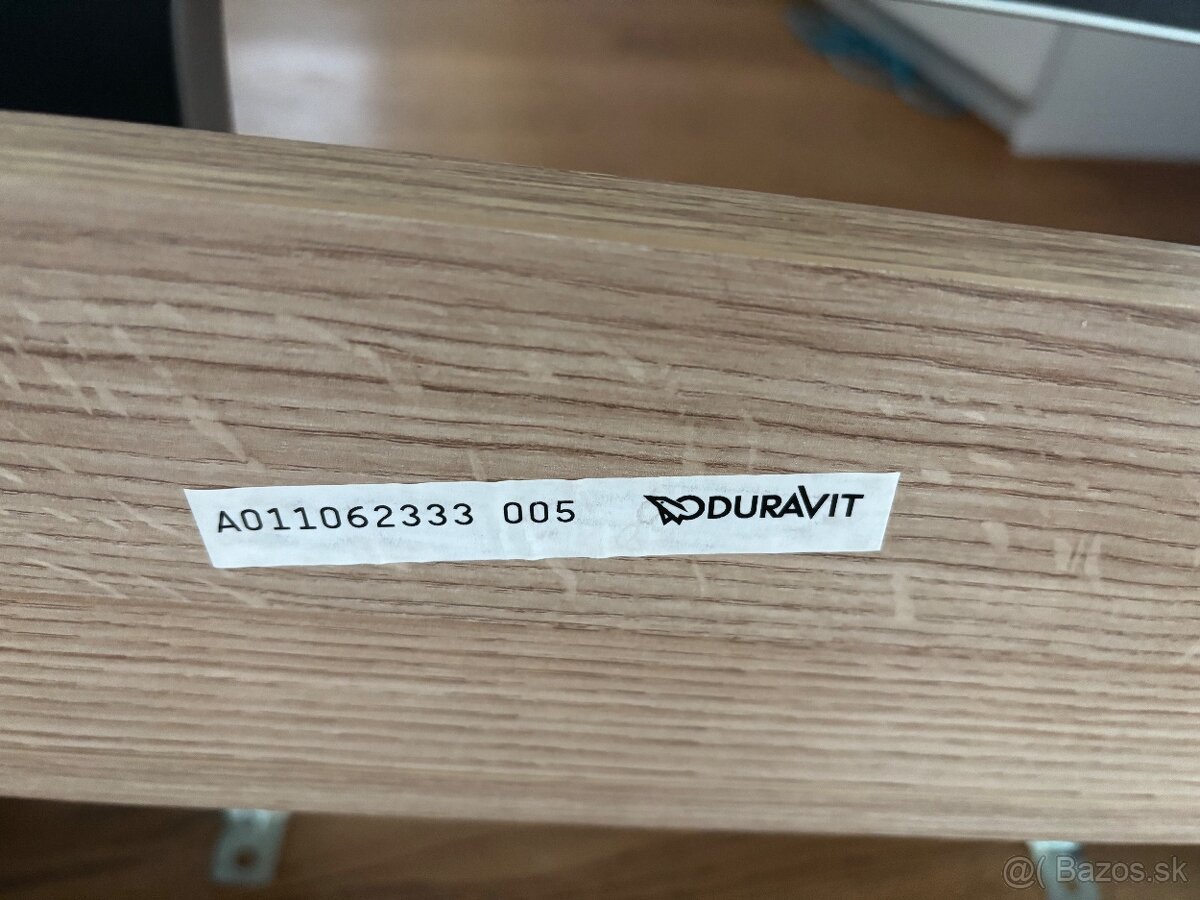 A011062333 005 DURAVIT
@( Bazos.sk